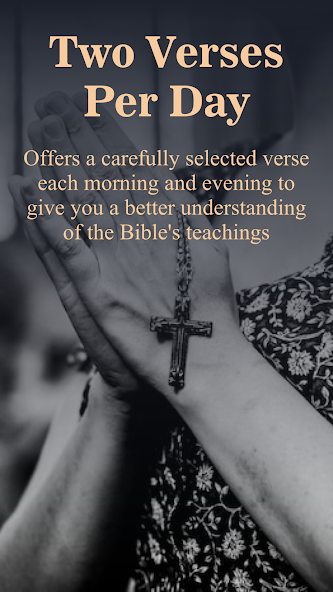 Two Verses
Per Day
Offers a carefully selected verse
each morning and evening to
give you a better understanding
of the Bible's teachings